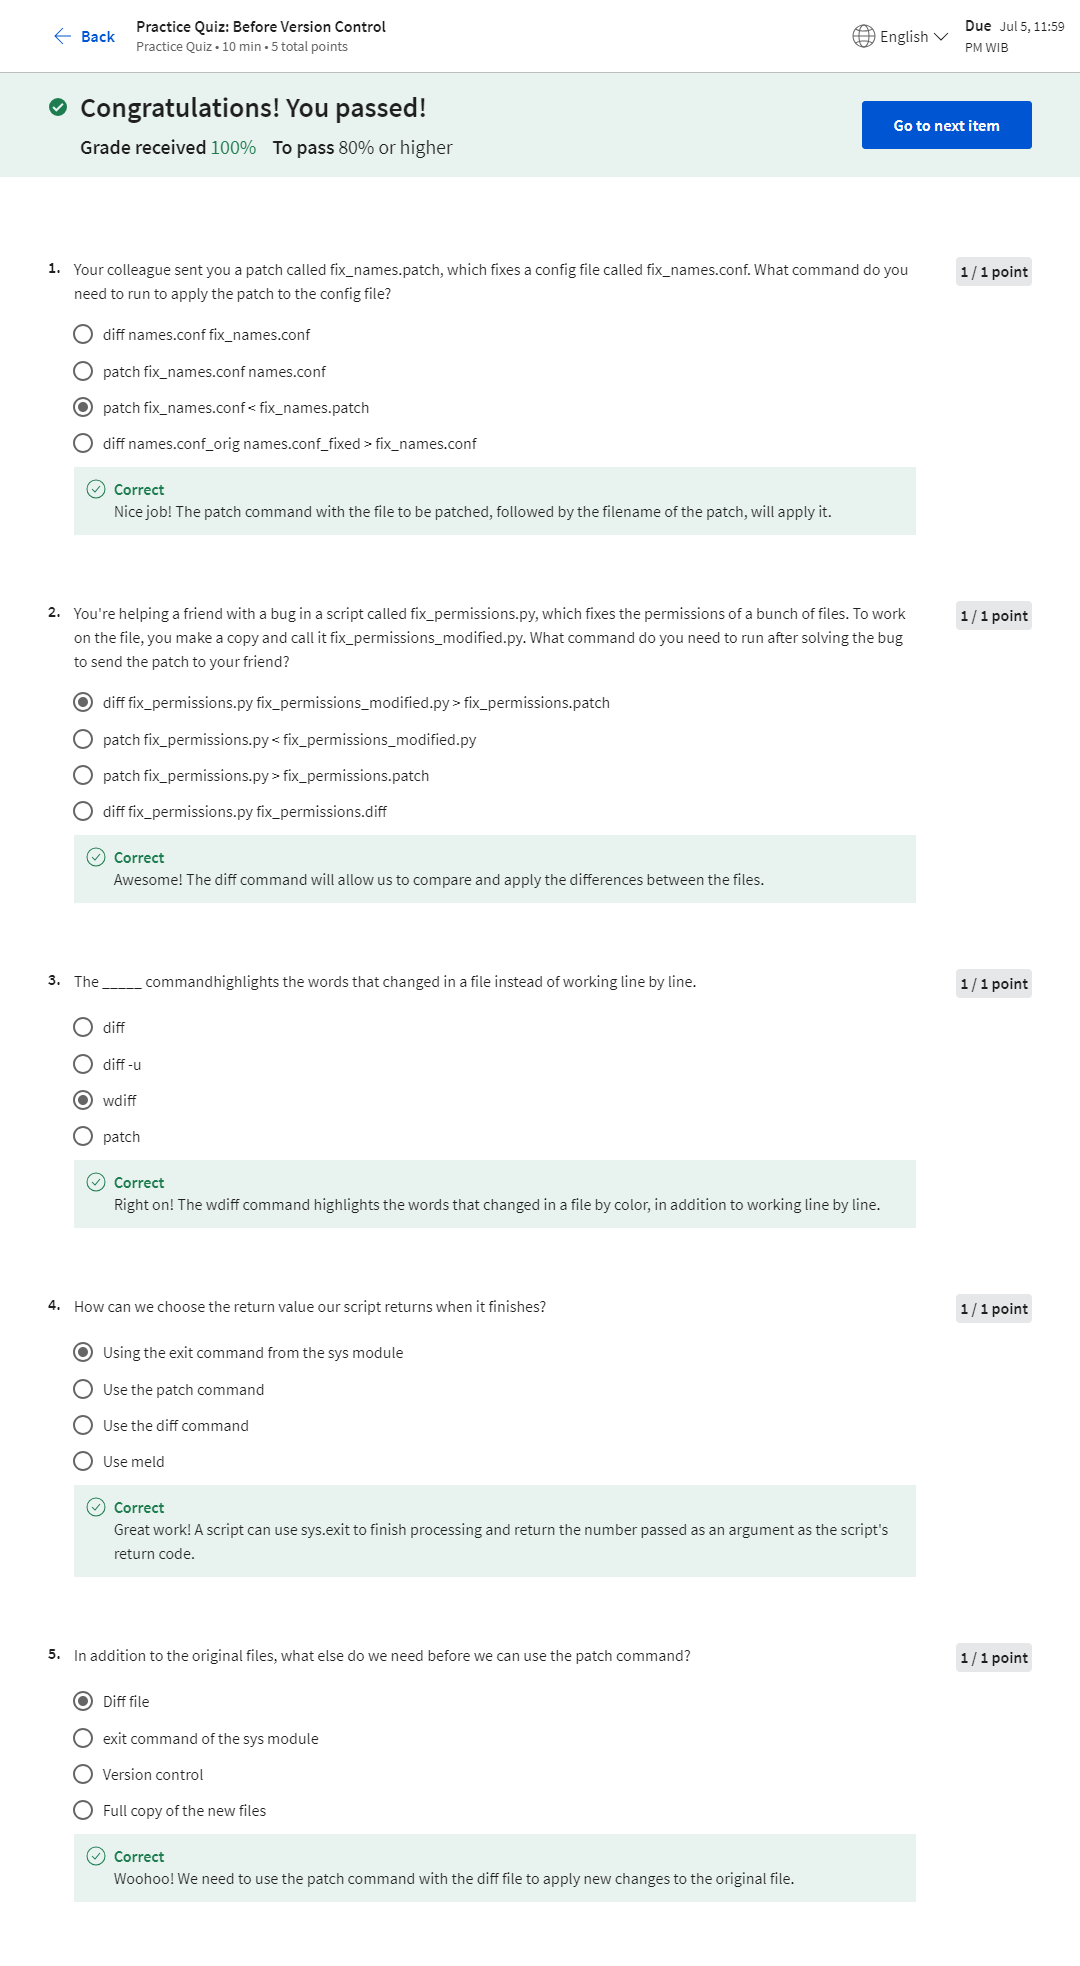 Back
Practice Quiz: Before Version Control
Practice Quiz • 10 min • 5 total points
English
Due Jul 5, 11:59
PM WIB
Congratulations! You passed!
Grade received 100% To pass 80% or higher
Go to next item
1. Your colleague sent you a patch called fix_names.patch, which fixes a config file called fix_names.conf. What command do you
need to run to apply the patch to the config file?
1 / 1 point
diff names.conf fix_names.conf
patch fix_names.conf names.conf
patch fix_names.conf < fix_names.patch
diff names.conf_orig names.conf_fixed > fix_names.conf
Correct
Nice job! The patch command with the file to be patched, followed by the filename of the patch, will apply it.
2. You're helping a friend with a bug in a script called fix_permissions.py, which fixes the permissions of a bunch of files. To work
on the file, you make a copy and call it fix_permissions_modified.py. What command do you need to run after solving the bug
to send the patch to your friend?
1 / 1 point
diff fix_permissions.py fix_permissions_modified.py > fix_permissions.patch
patch fix_permissions.py < fix_permissions_modified.py
patch fix_permissions.py > fix_permissions.patch
diff fix_permissions.py fix_permissions.diff
Correct
Awesome! The diff command will allow us to compare and apply the differences between the files.
3. The _____ commandhighlights the words that changed in a file instead of working line by line.
1 / 1 point
diff
diff -u
wdiff
patch
Correct
Right on! The wdiff command highlights the words that changed in a file by color, in addition to working line by line.
4. How can we choose the return value our script returns when it finishes?
1 / 1 point
Using the exit command from the sys module
Use the patch command
Use the diff command
Use meld
Correct
Great work! A script can use sys.exit to finish processing and return the number passed as an argument as the script's
return code.
5. In addition to the original files, what else do we need before we can use the patch command?
1 / 1 point
Diff file
exit command of the sys module
Version control
Full copy of the new files
Correct
Woohoo! We need to use the patch command with the diff file to apply new changes to the original file.